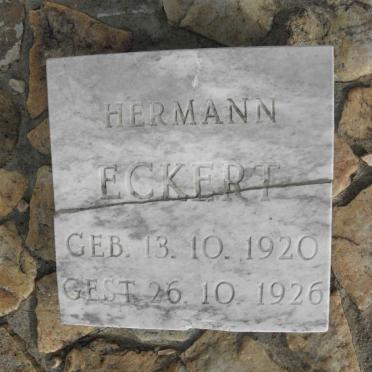 HERMANN
ECKERT
GEB. 13. 10. 1920
GEST. 26. 10. 1926